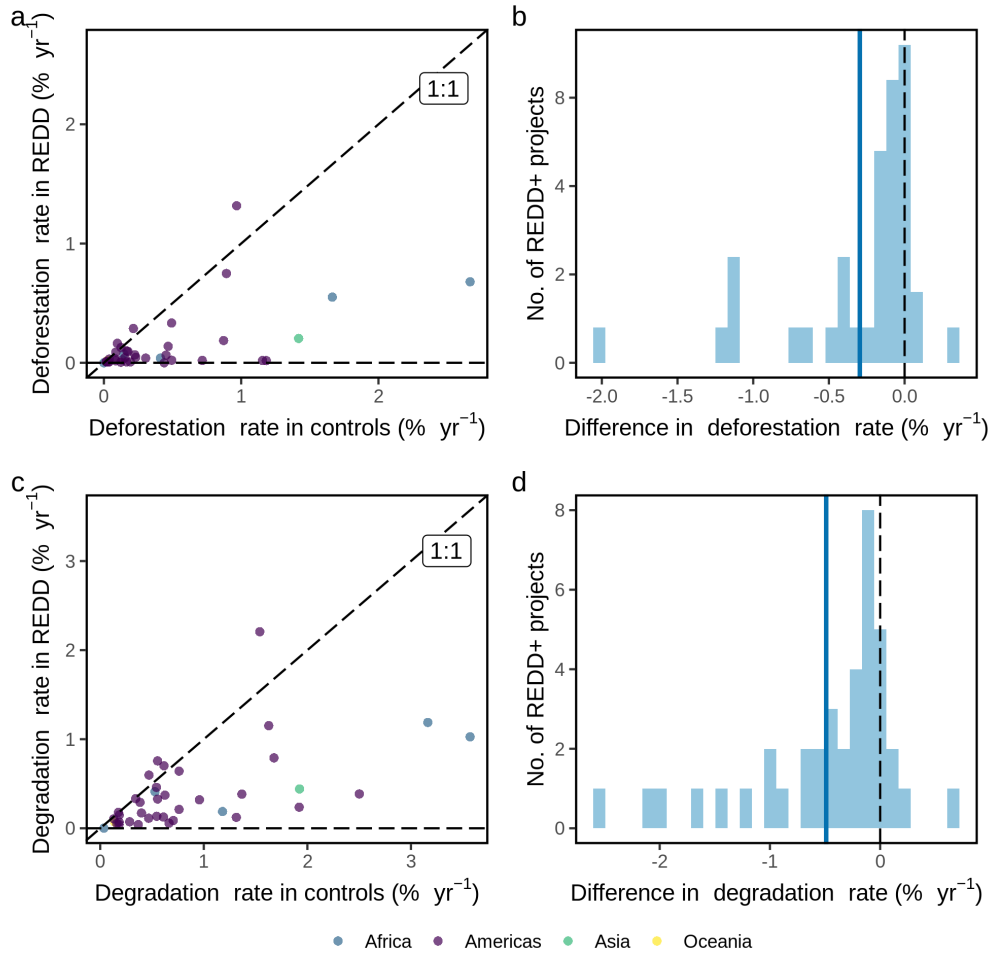 a
Deforestation rate in REDD (% yr⁻¹)
2
1
0
1:1
0 1 2
Deforestation rate in controls (% yr⁻¹)
b
No. of REDD+ projects
8
4
2
0
-2.0 -1.5 -1.0 -0.5 0.0
Difference in deforestation rate (% yr⁻¹)
c
Degradation rate in REDD (% yr⁻¹)
3
2
1
0
1:1
0 1 2 3
Degradation rate in controls (% yr⁻¹)
d
No. of REDD+ projects
8
6
4
2
0
-2 -1 0
Difference in degradation rate (% yr⁻¹)
Africa Americas Asia Oceania